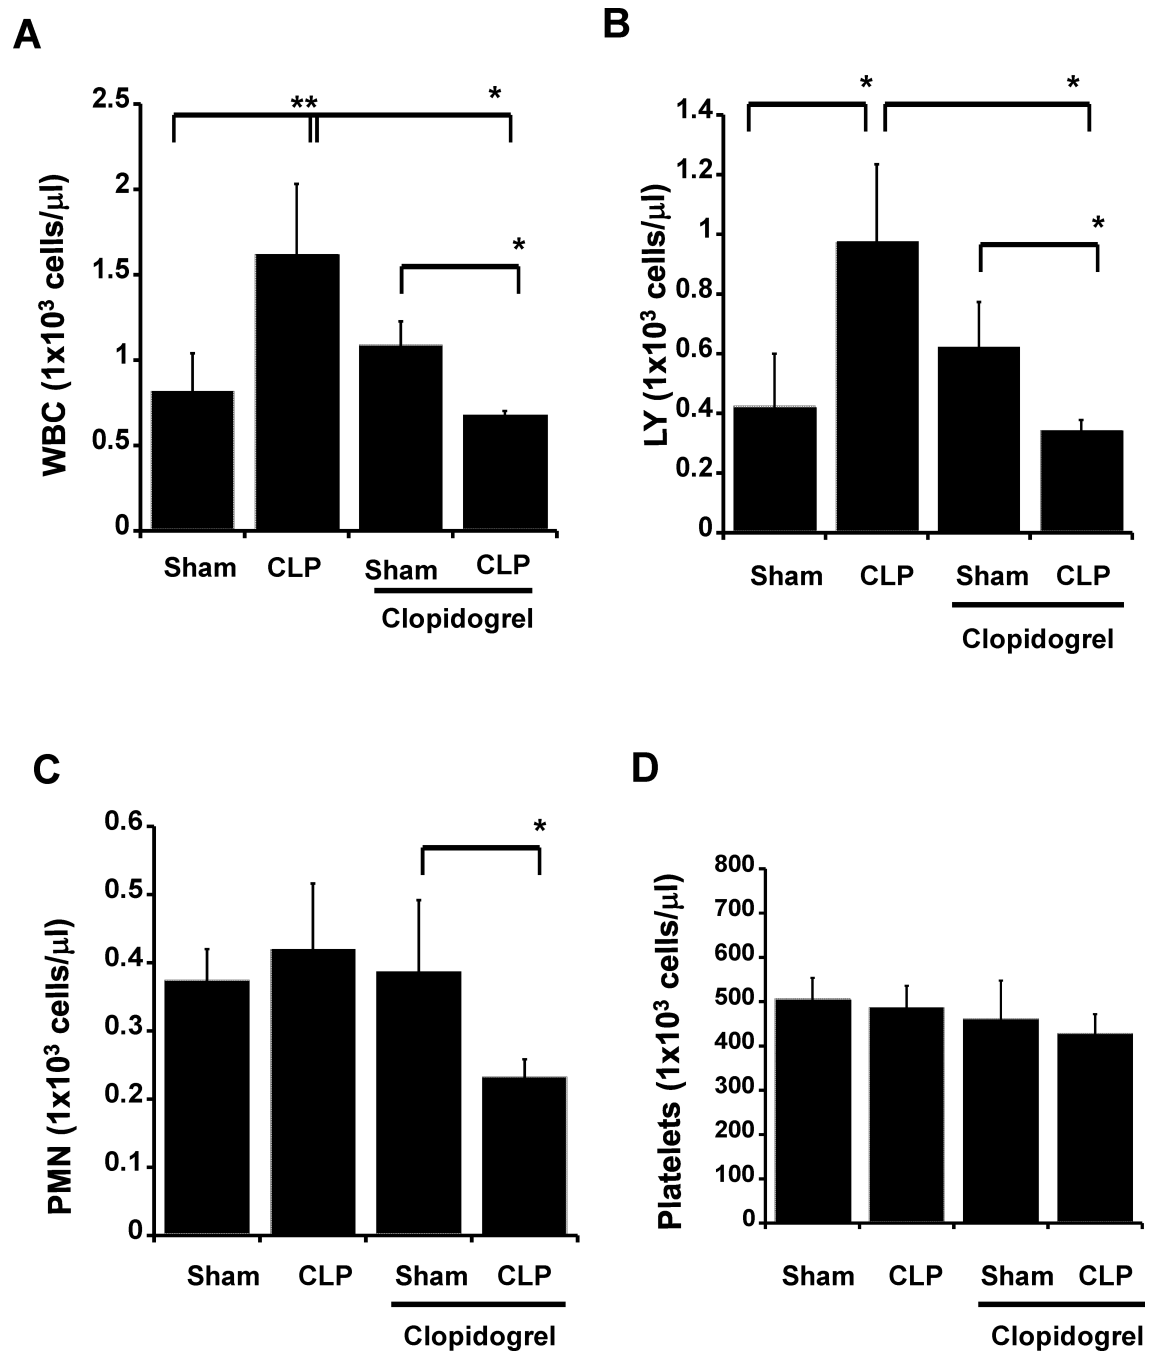 A
WBC (1x10³ cells/μl)
2.5
2
1.5
1
0.5
0
** *
*
Sham CLP Sham CLP
Clopidogrel
B
LY (1x10³ cells/μl)
1.4
1.2
1
0.8
0.6
0.4
0.2
0
* *
*
Sham CLP Sham CLP
Clopidogrel
C
PMN (1x10³ cells/μl)
0.6
0.5
0.4
0.3
0.2
0.1
0
*
Sham CLP Sham CLP
Clopidogrel
D
Platelets (1x10³ cells/μl)
800
700
600
500
400
300
200
100
0
Sham CLP Sham CLP
Clopidogrel